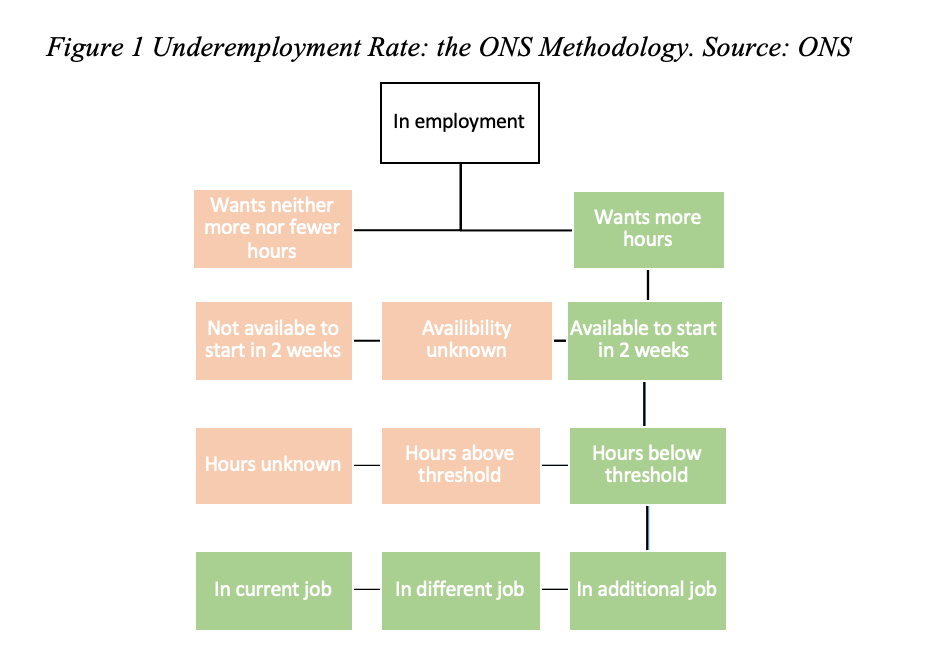 Figure 1 Underemployment Rate: the ONS Methodology. Source: ONS
In employment
Wants neither
more nor fewer
hours
Wants more
hours
Not availabe to
start in 2 weeks
Availibility
unknown
Available to start
in 2 weeks
Hours unknown
Hours above
threshold
Hours below
threshold
In current job
In different job
In additional job